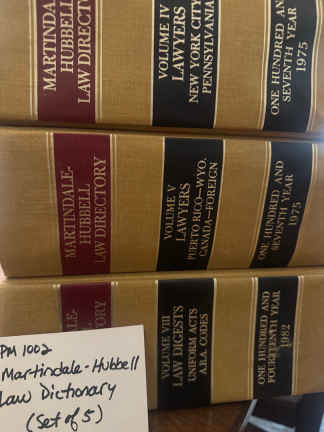 MARTINDALE-
HUBBELL
LAW DIRECTORY
VOLUME IV
LAWYERS
NEW YORK CITY
PENNSYLVANIA
ONE HUNDRED AND
SEVENTH YEAR
1975
MARTINDALE-
HUBBELL
LAW DIRECTORY
VOLUME V
LAWYERS
PUERTO RICO—WYO.
CANADA—FOREIGN
ONE HUNDRED AND
SEVENTH YEAR
1975
VOLUME VIII
LAW DIGESTS
UNIFORM ACTS
A.B.A. CODES
ONE HUNDRED AND
FOURTEENTH YEAR
1982
PM 1002
Martindale-Hubbell
Law Dictionary
(Set of 5)